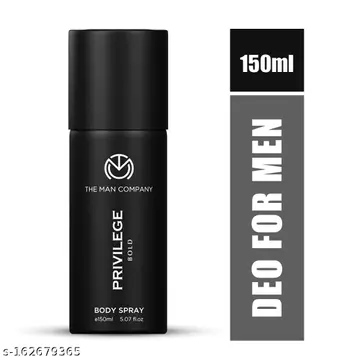 150ml
DEO FOR MEN
THE MAN COMPANY
PRIVILEGE
BOLD
BODY SPRAY
e150ml 5.07 fl.oz
s-162679365